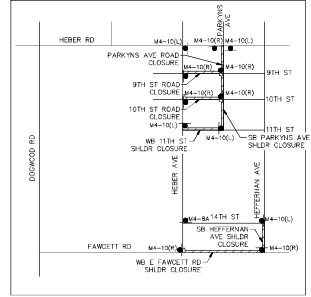 PARKYNS
AVE
M4-10(L) M4-10(R) M4-10(L)
HEBER RD
PARKYNS AVE ROAD
CLOSURE
M4-10(R) M4-10(R)
9TH ST
9TH ST ROAD
CLOSURE
M4-10(R) M4-10(R)
10TH ST
10TH ST ROAD
CLOSURE
M4-10(L) M4-10(R)
11TH ST
WB 11TH ST
SHLDR CLOSURE
SB PARKYNS AVE
SHLDR CLOSURE
DOGWOOD RD
HEBER AVE
HEFFERNAN AVE
M4-8A 14TH ST
M4-10(L)
SB HEFFERNAN
AVE SHLDR
CLOSURE
FAWCETT RD
M4-10(R) M4-10(R)
WB E FAWCETT RD
SHLDR CLOSURE